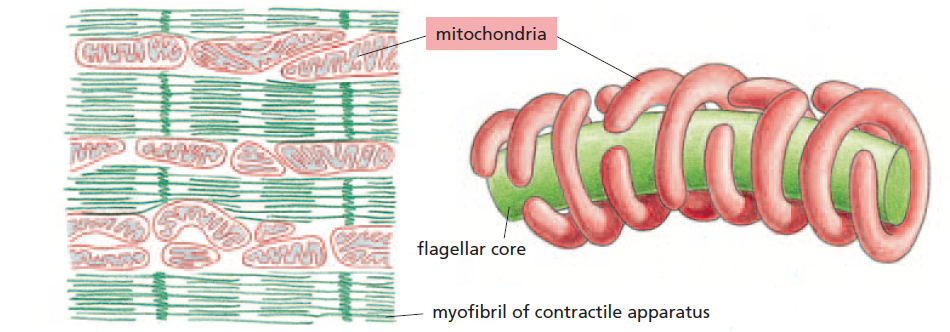 mitochondria
flagellar core
myofibril of contractile apparatus